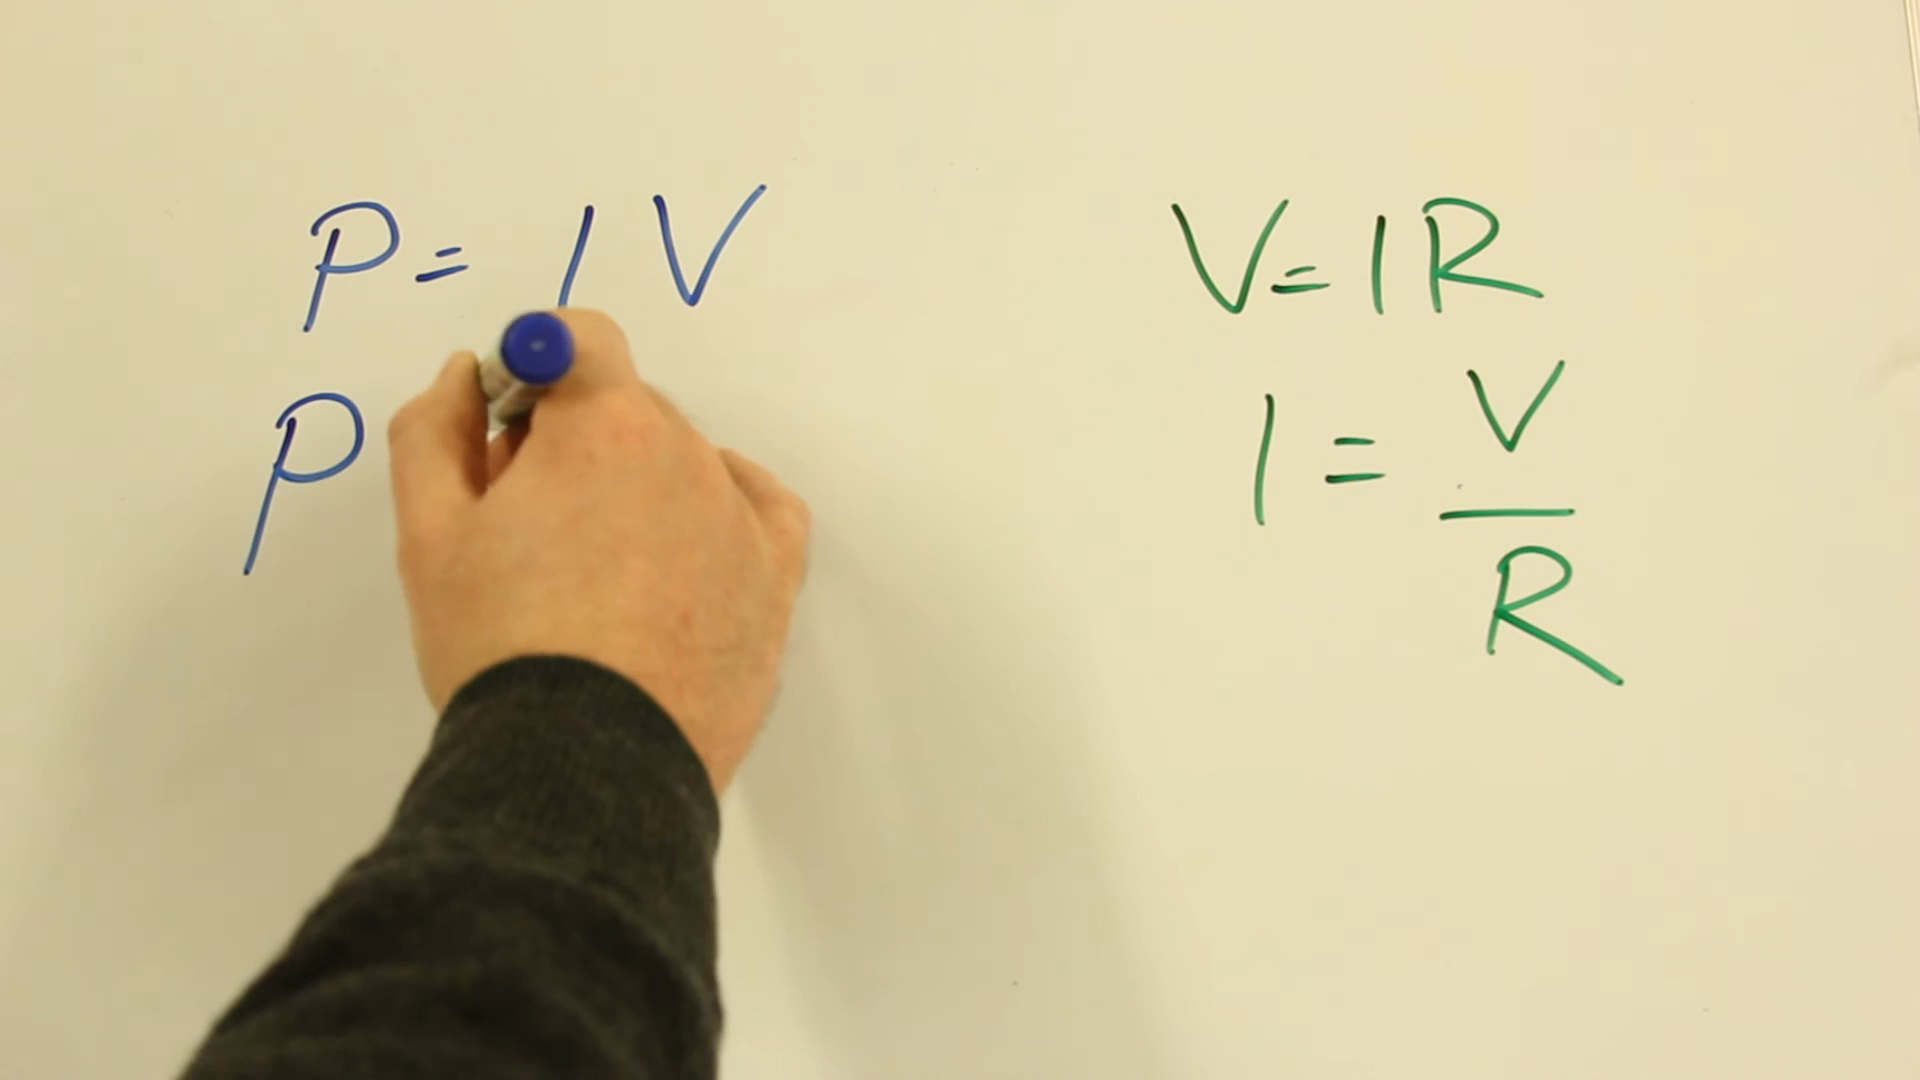 P = I V
P
V = I R
I = V
R